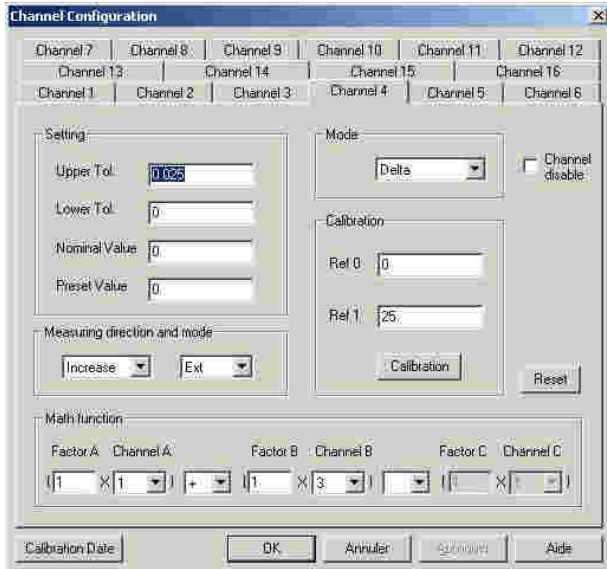 Channel Configuration
Channel 7 Channel 8 Channel 9 Channel 10 Channel 11 Channel 12
Channel 13 Channel 14 Channel 15 Channel 16
Channel 1 Channel 2 Channel 3 Channel 4 Channel 5 Channel 6
Setting
Upper Tol. 0.025
Lower Tol. 0
Nominal Value 0
Preset Value 0
Mode
Delta
Channel disable
Calibration
Ref 0 0
Ref 1 25
Calibration
Measuring direction and mode
Increase Ext
Reset
Math function
Factor A Channel A Factor B Channel B Factor C Channel C
( 1 X 1 ) + ( 1 X 3 ) ( X )
Calibration Date OK Annuler Aide